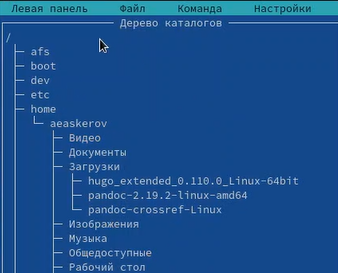 Левая панель Файл Команда Настройки
Дерево каталогов
/
afs
boot
dev
etc
home
aeaskerov
Видео
Документы
Загрузки
hugo_extended_0.110.0_Linux-64bit
pandoc-2.19.2-linux-amd64
pandoc-crossref-Linux
Изображения
Музыка
Общедоступные
Рабочий стол